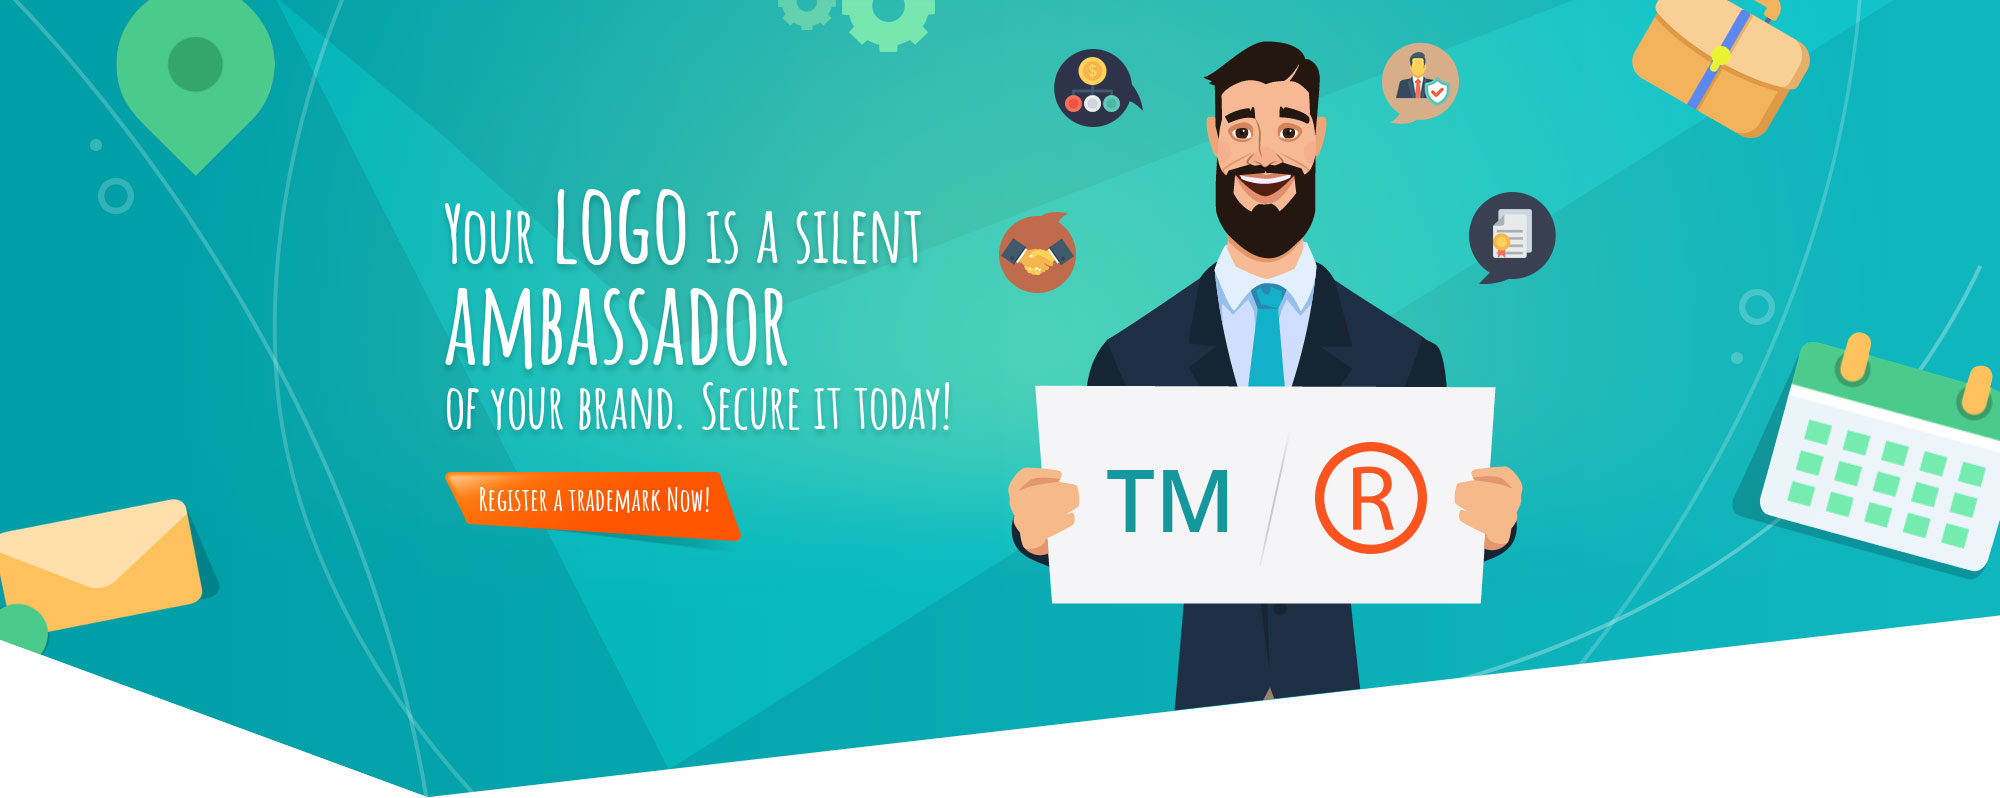 Your LOGO is a silent
AMBASSADOR
of your brand. Secure it today!
Register a trademark Now!
TM ®
$